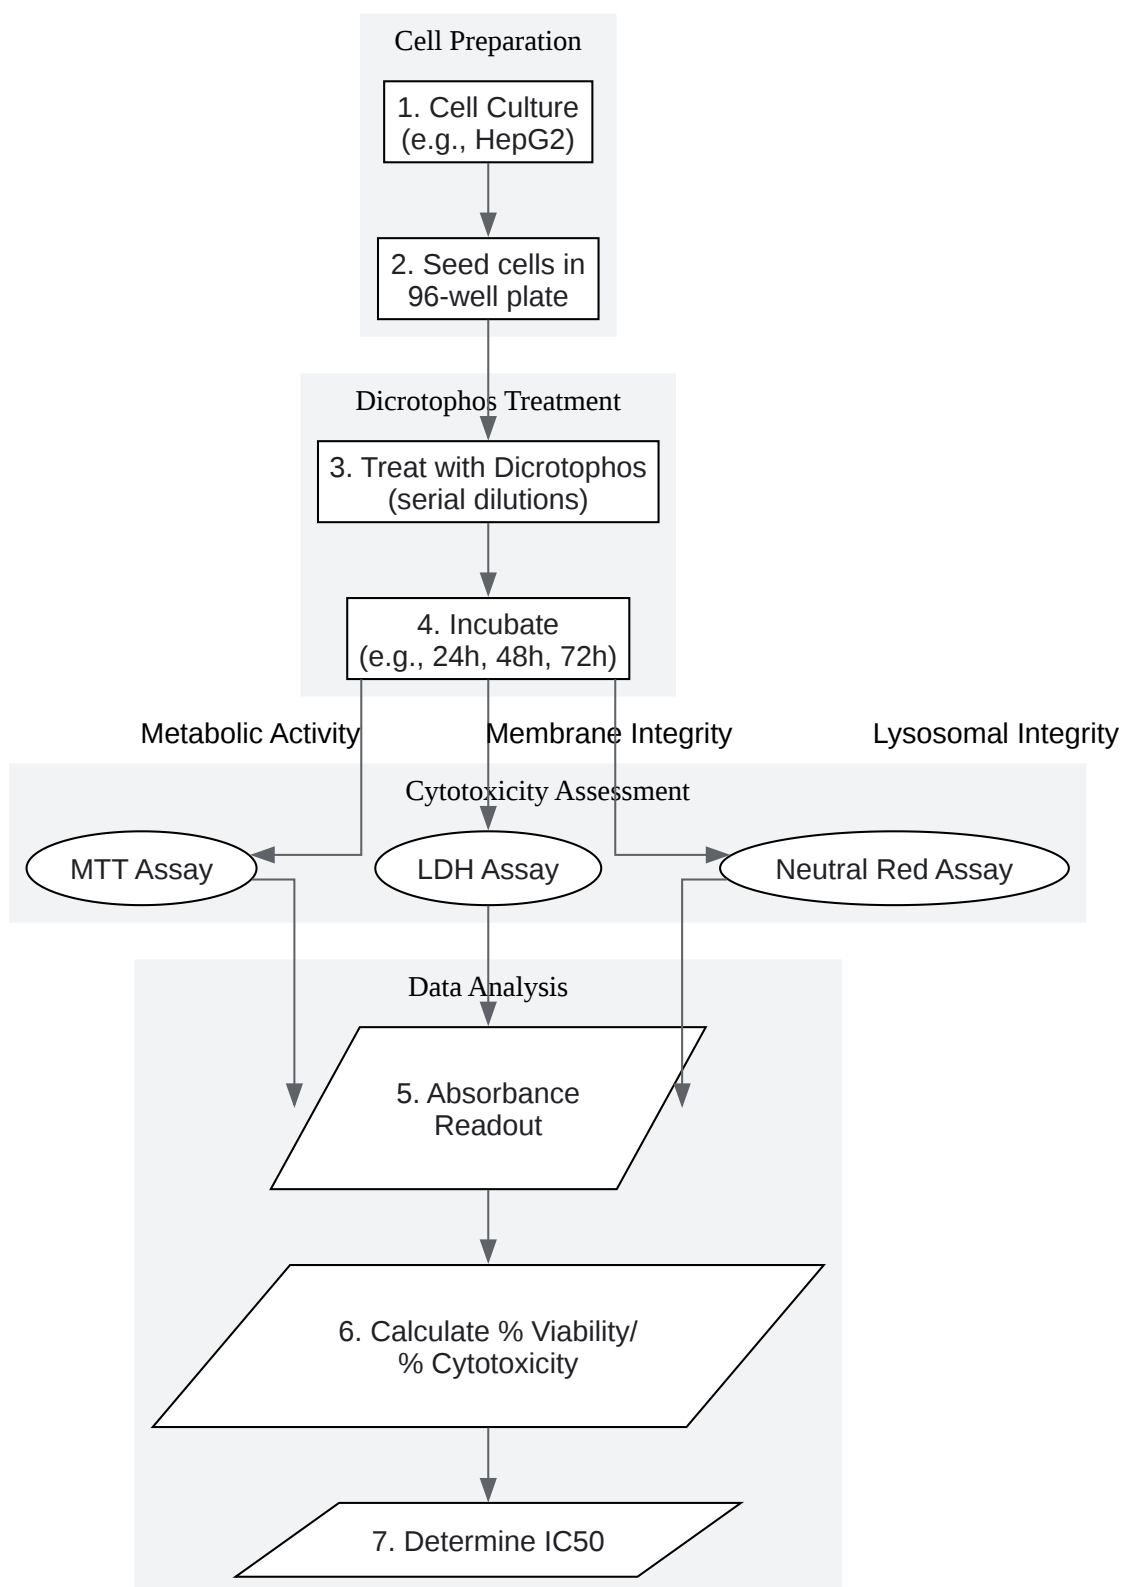 Cell Preparation
1. Cell Culture
(e.g., HepG2)
2. Seed cells in
96-well plate
Dicrotophos Treatment
3. Treat with Dicrotophos
(serial dilutions)
4. Incubate
(e.g., 24h, 48h, 72h)
Metabolic Activity
Membrane Integrity
Lysosomal Integrity
Cytotoxicity Assessment
MTT Assay
LDH Assay
Neutral Red Assay
Data Analysis
5. Absorbance
Readout
6. Calculate % Viability/
% Cytotoxicity
7. Determine IC50